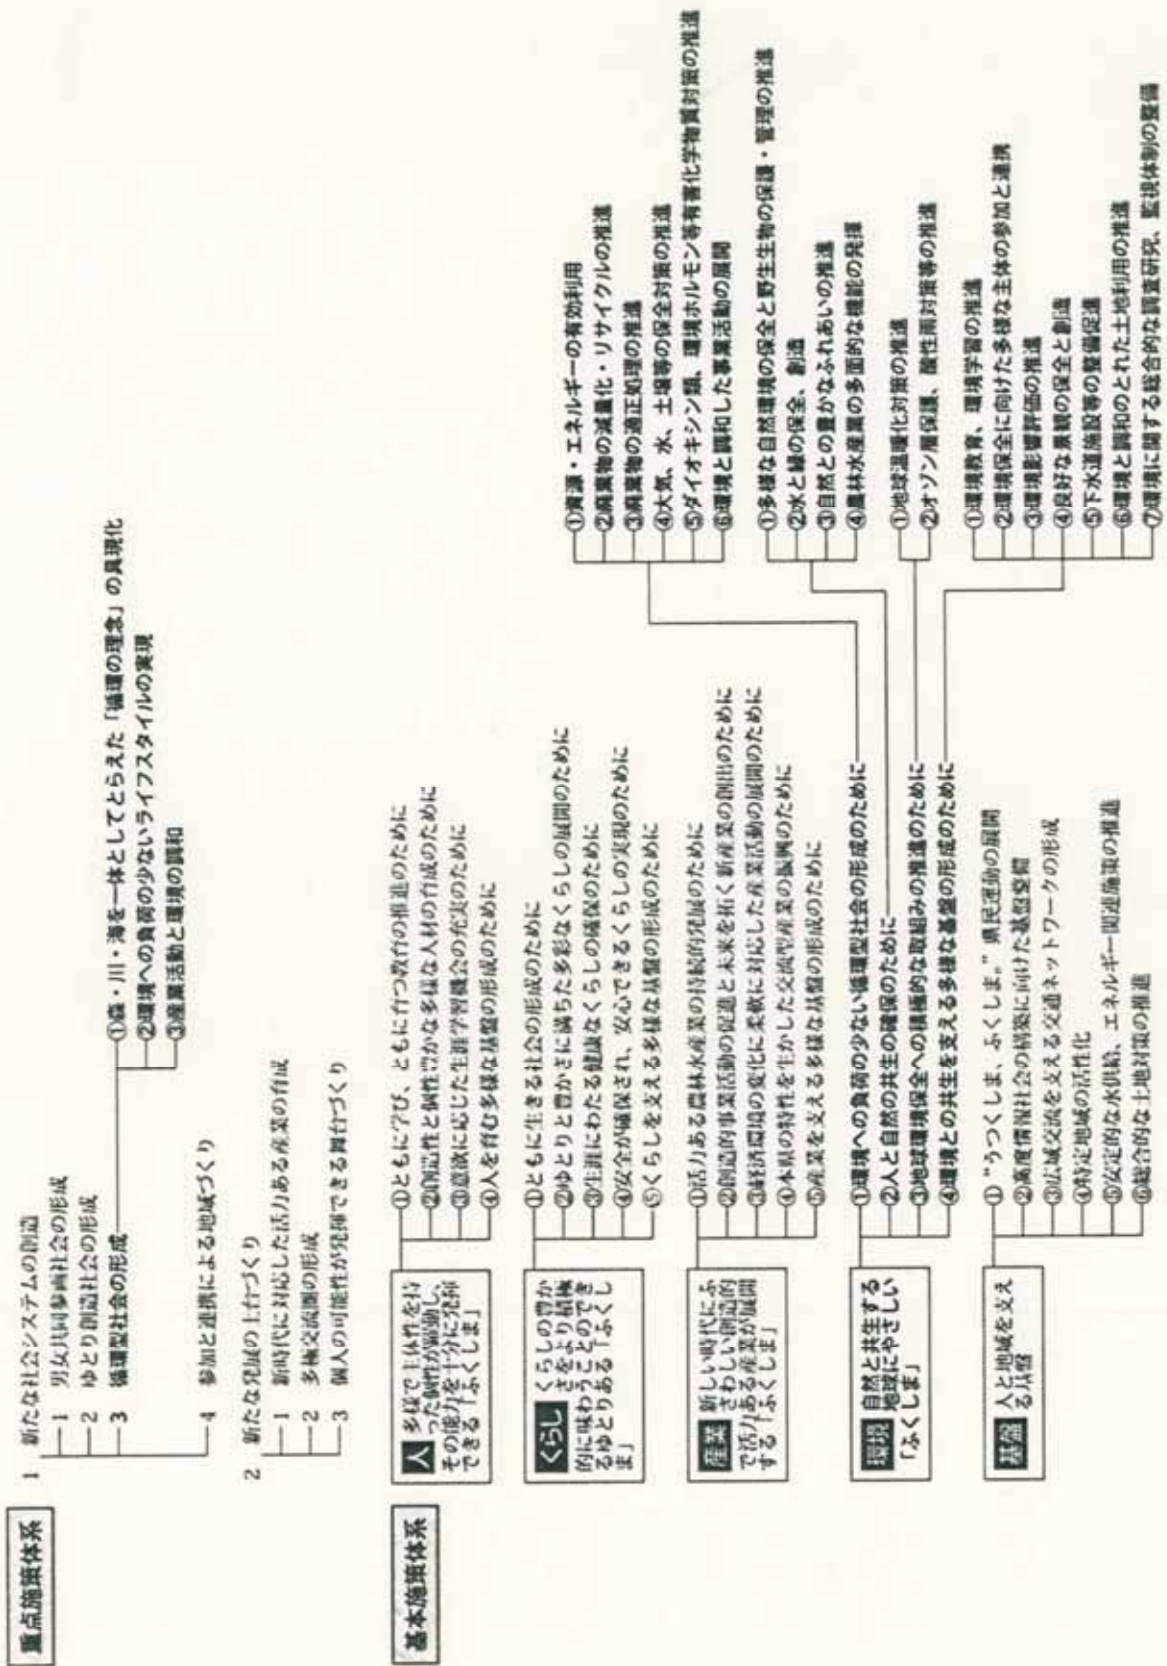 重点施策体系
1 新たな社会システムの創造
1 男女共同参画社会の形成
2 ゆとり創造社会の形成
3 循環型社会の形成
①森・川・海を一体としてとらえた「循環の理念」の具現化
②環境への負荷の少ないライフスタイルの実現
③産業活動と環境の調和
4 参加と連携による地域づくり
2 新たな発展の土台づくり
1 新時代に対応した活力ある産業の育成
2 多極交流圏の形成
3 個人の可能性が発揮できる舞台づくり
基本施策体系
人 多様で主体性を持
った個性が躍動し、
その能力を十分に発揮
できる「ふくしま」
①ともに学び、ともに育つ教育の推進のために
②創造性と個性豊かな多様な人材の育成のために
③意欲に応じた生涯学習機会の充実のために
④人を育む多様な基盤の形成のために
くらし くらしの豊か
さをより積極
的に味わうことのでき
るゆとりある「ふくし
ま」
①ともに生きる社会の形成のために
②ゆとりと豊かさに満ちた多彩なくらしの展開のために
③生涯にわたる健康なくらしの確保のために
④安全が確保され、安心できるくらしの実現のために
⑤くらしを支える多様な基盤の形成のために
産業 新しい時代にふ
さわしい創造的
で活力ある産業が展開
する「ふくしま」
①活力ある農林水産業の持続的発展のために
②創造的事業活動の促進と未来を拓く新産業の創出のために
③経済環境の変化に柔軟に対応した産業活動の展開のために
④本県の特性を生かした交流型産業の振興のために
⑤産業を支える多様な基盤の形成のために
環境 自然と共生する
地球にやさしい
「ふくしま」
①環境への負荷の少ない循環型社会の形成のために
②人と自然の共生の確保のために
③地球環境保全への積極的な取組みの推進のために
④環境との共生を支える多様な基盤の形成のために
①資源・エネルギーの有効利用
②廃棄物の減量化・リサイクルの推進
③廃棄物の適正処理の推進
④大気、水、土壌等の保全対策の推進
⑤ダイオキシン類、環境ホルモン等有害化学物質対策の推進
⑥環境と調和した事業活動の展開
①多様な自然環境の保全と野生生物の保護・管理の推進
②水と緑の保全、創造
③自然との豊かなふれあいの推進
④農林水産業の多面的な機能の発揮
①地球温暖化対策の推進
②オゾン層保護、酸性雨対策等の推進
①環境教育、環境学習の推進
②環境保全に向けた多様な主体の参加と連携
③環境影響評価の推進
④良好な景観の保全と創造
⑤下水道施設等の整備促進
⑥環境と調和のとれた土地利用の推進
⑦環境に関する総合的な調査研究、監視体制の整備
基盤 人と地域を支え
る基盤
①“うつくしま、ふくしま。”県民運動の展開
②高度情報社会の構築に向けた基盤整備
③広域交流を支える交通ネットワークの形成
④特定地域の活性化
⑤安定的な水供給、エネルギー関連施策の推進
⑥総合的な土地対策の推進